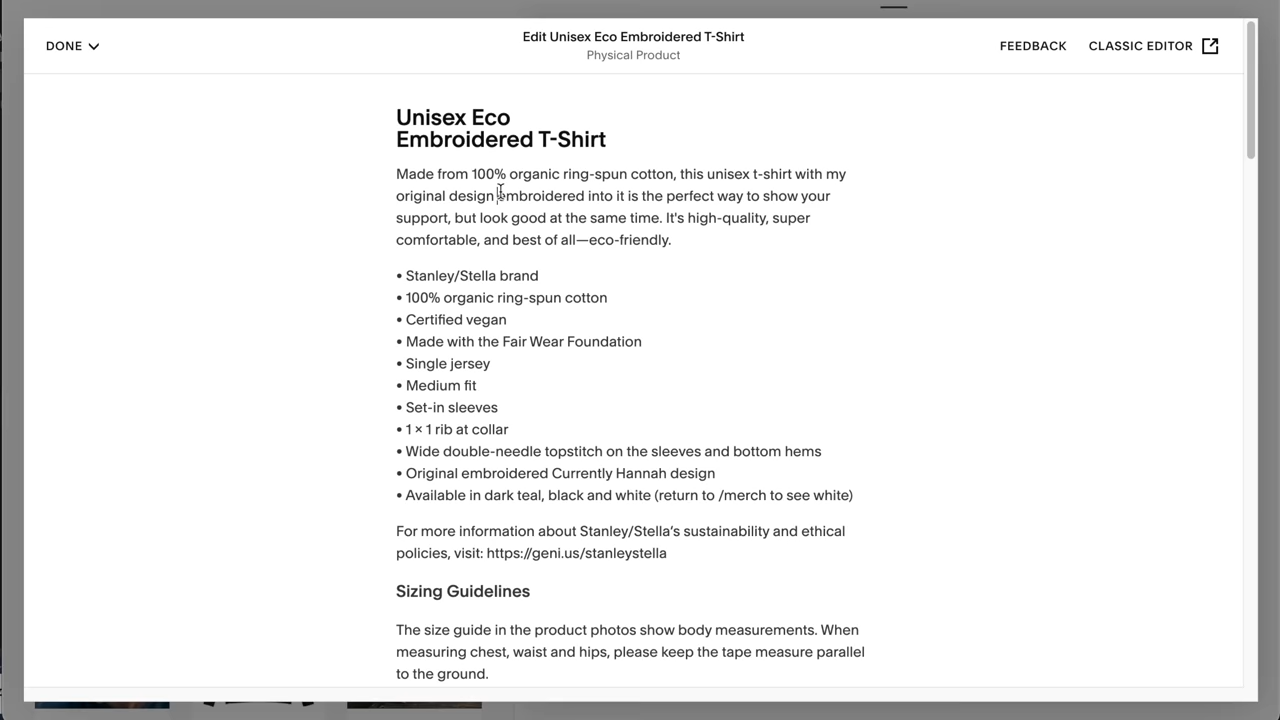 DONE
Edit Unisex Eco Embroidered T-Shirt
Physical Product
FEEDBACK
CLASSIC EDITOR
Unisex Eco
Embroidered T-Shirt
Made from 100% organic ring-spun cotton, this unisex t-shirt with my
original design embroidered into it is the perfect way to show your
support, but look good at the same time. It's high-quality, super
comfortable, and best of all—eco-friendly.
• Stanley/Stella brand
• 100% organic ring-spun cotton
• Certified vegan
• Made with the Fair Wear Foundation
• Single jersey
• Medium fit
• Set-in sleeves
• 1 × 1 rib at collar
• Wide double-needle topstitch on the sleeves and bottom hems
• Original embroidered Currently Hannah design
• Available in dark teal, black and white (return to /merch to see white)
For more information about Stanley/Stella's sustainability and ethical
policies, visit: https://geni.us/stanleystella
Sizing Guidelines
The size guide in the product photos show body measurements. When
measuring chest, waist and hips, please keep the tape measure parallel
to the ground.